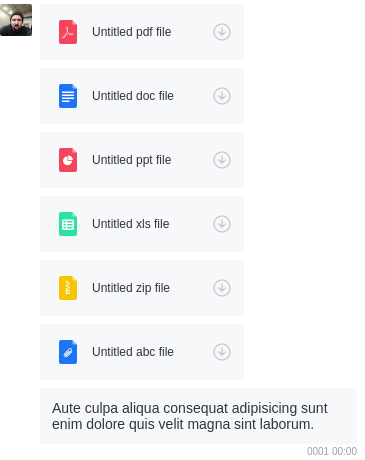 Untitled pdf file
Untitled doc file
Untitled ppt file
Untitled xls file
Untitled zip file
Untitled abc file
Aute culpa aliqua consequat adipisicing sunt
enim dolore quis velit magna sint laborum.
0001 00:00